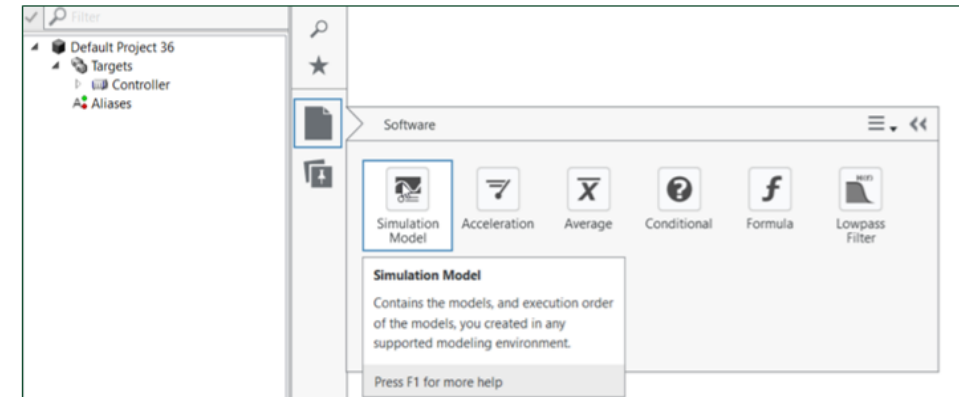 Filter
Default Project 36
Targets
Controller
Aliases
Software
Simulation
Model
Acceleration
Average
Conditional
Formula
Lowpass
Filter
Simulation Model
Contains the models, and execution order
of the models, you created in any
supported modeling environment.
Press F1 for more help